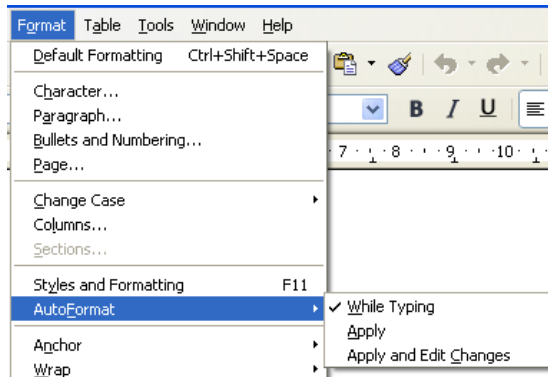 Format Table Tools Window Help
Default Formatting Ctrl+Shift+Space
Character...
Paragraph...
Bullets and Numbering...
B I U
7 8 9 10
Page...
Change Case
Columns...
Sections...
Styles and Formatting F11
AutoFormat
While Typing
Apply
Apply and Edit Changes
Anchor
Wrap